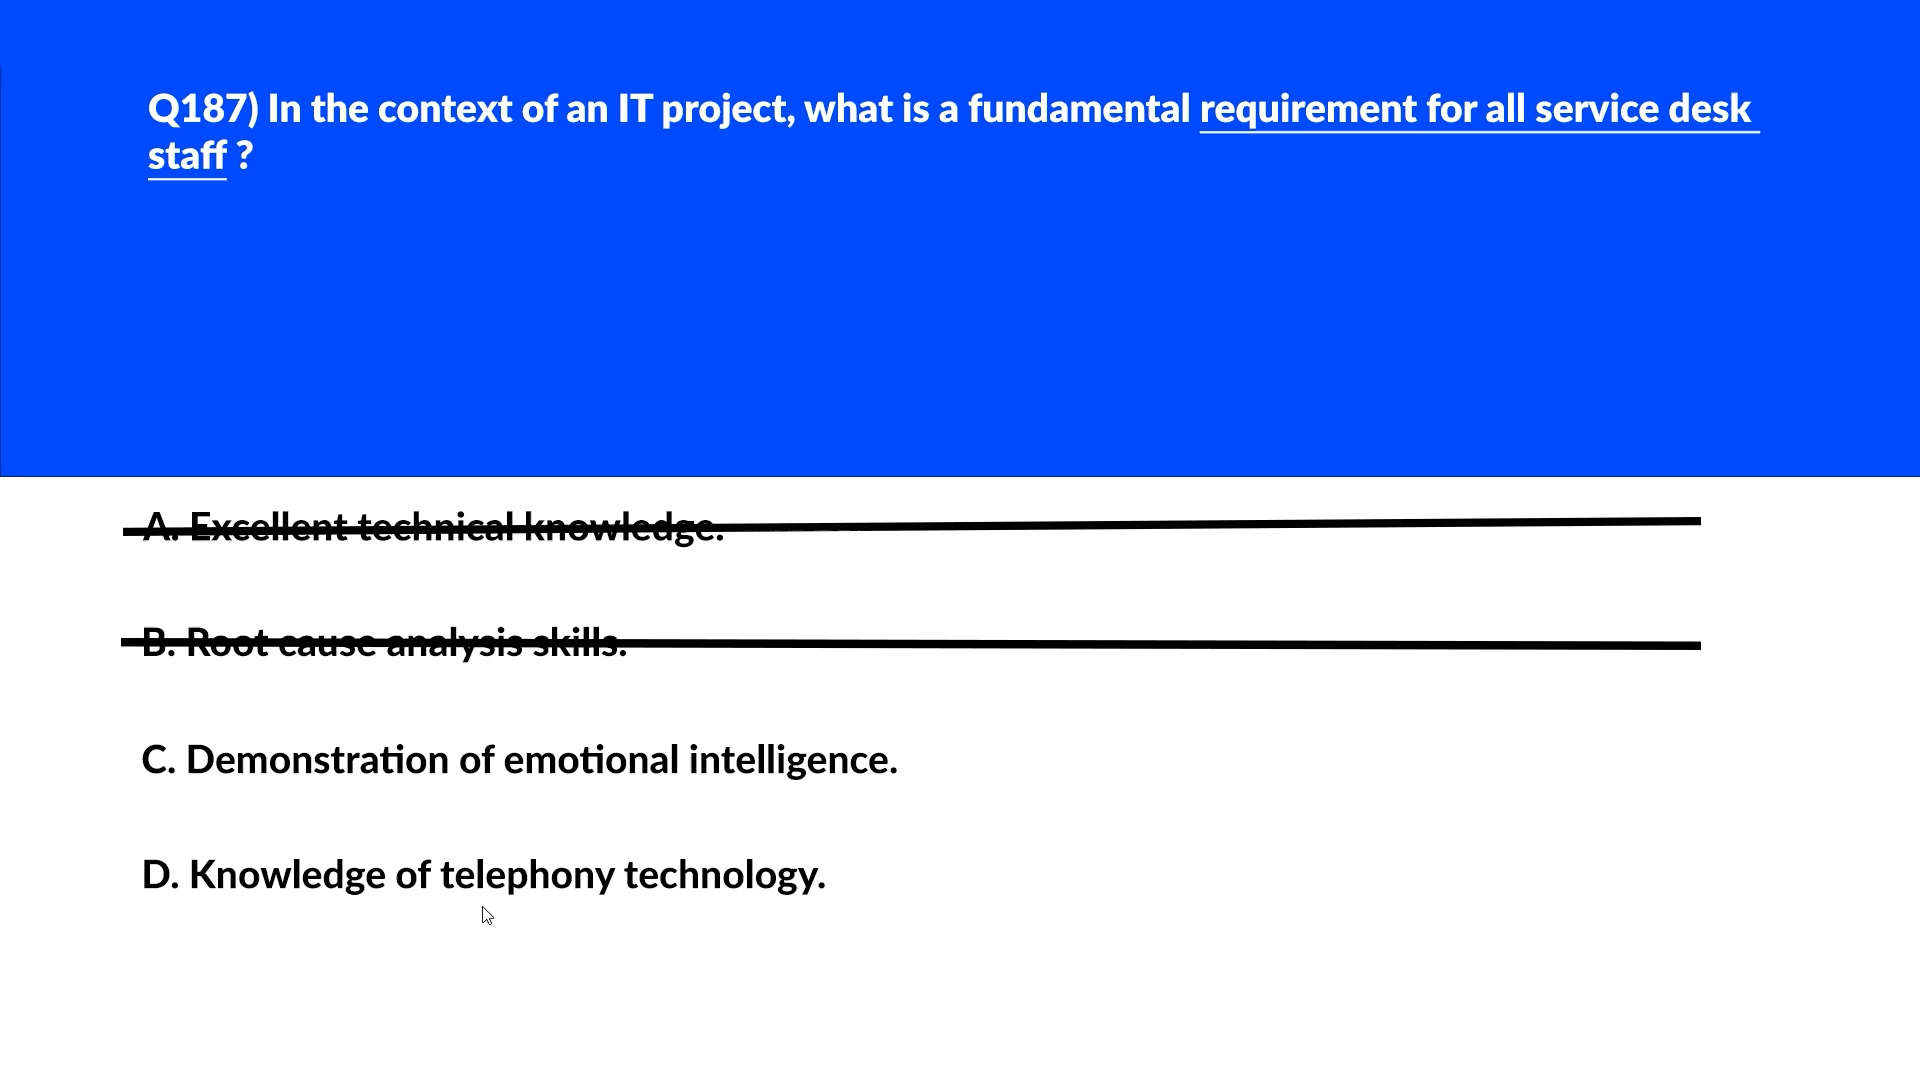 Q187) In the context of an IT project, what is a fundamental requirement for all service desk
staff ?
A. Excellent technical knowledge.
B. Root cause analysis skills.
C. Demonstration of emotional intelligence.
D. Knowledge of telephony technology.